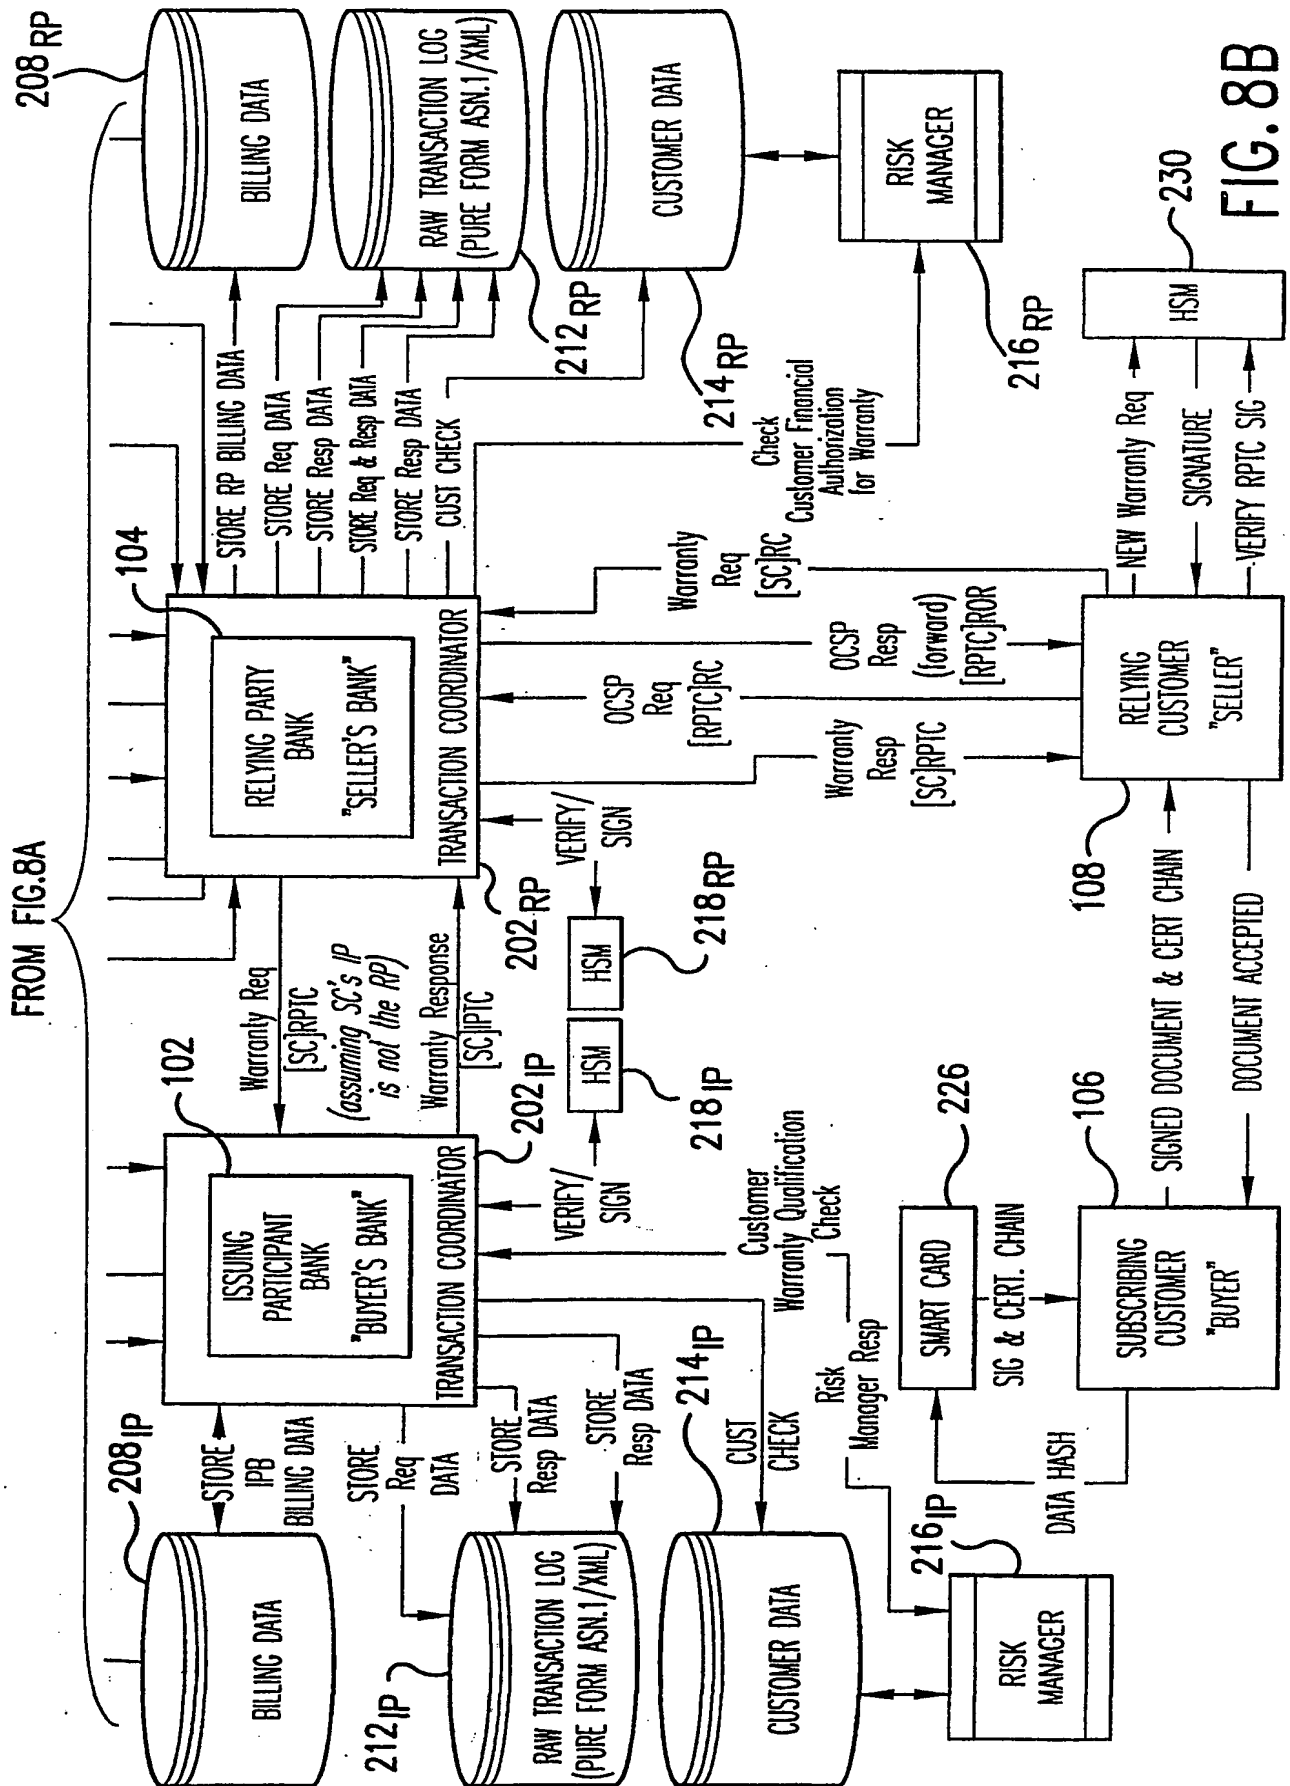 FROM FIG.8A
208IP
BILLING DATA
STORE
IPB
BILLING DATA
102
ISSUING
PARTICIPANT
BANK
"BUYER'S BANK"
TRANSACTION COORDINATOR
202IP
Warranty Req
[SC]RPTC
(assuming SC's IP
is not the RP)
Warranty Response
[SC]IPTC
104
RELYING PARTY
BANK
"SELLER'S BANK"
TRANSACTION COORDINATOR
202RP
208RP
BILLING DATA
STORE RP BILLING DATA
STORE Req DATA
STORE Resp DATA
STORE Req & Resp DATA
STORE Resp DATA
CUST CHECK
RAW TRANSACTION LOG
(PURE FORM ASN.1/XML)
212RP
CUSTOMER DATA
214RP
Check
Customer Financial
Authorization
for Warranty
RISK
MANAGER
216RP
STORE
Req
DATA
STORE
Resp DATA
STORE
Resp DATA
212IP
RAW TRANSACTION LOG
(PURE FORM ASN.1/XML)
214IP
CUST
CHECK
CUSTOMER DATA
VERIFY/
SIGN
HSM
218IP
VERIFY/
SIGN
HSM
218RP
Customer
Warranty Qualification
Check
Risk
Manager Resp
216IP
RISK
MANAGER
Warranty
Resp
[SC]RPTC
OCSP
Req
[RPTC]RC
OCSP
Resp
(forward)
[RPTC]ROR
Warranty
Req
[SC]RC
SMART CARD
226
SIG & CERT. CHAIN
DATA HASH
SUBSCRIBING
CUSTOMER
"BUYER"
106
SIGNED DOCUMENT & CERT CHAIN
DOCUMENT ACCEPTED
108
RELYING
CUSTOMER
"SELLER"
NEW Warranty Req
SIGNATURE
VERIFY RPTC SIG
HSM
230
FIG. 8B